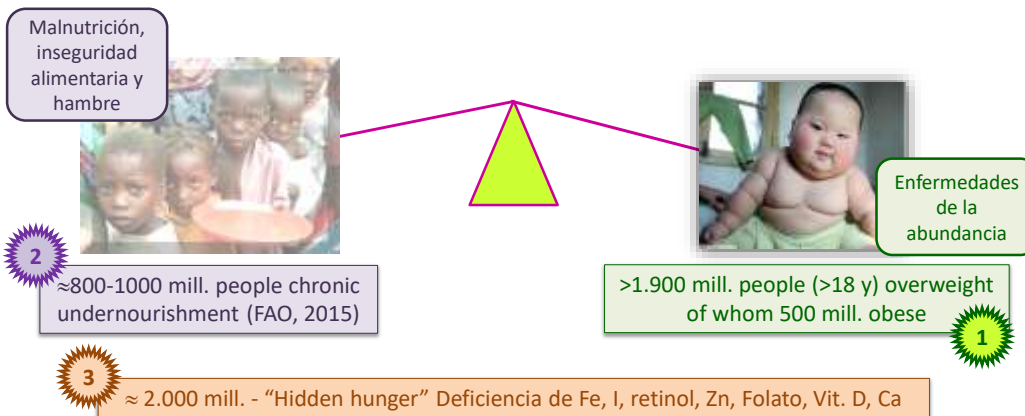 Malnutrición,
inseguridad
alimentaria y
hambre
Enfermedades
de la
abundancia
2
≈800-1000 mill. people chronic
undernourishment (FAO, 2015)
>1.900 mill. people (>18 y) overweight
of whom 500 mill. obese
1
3
≈ 2.000 mill. - “Hidden hunger” Deficiencia de Fe, I, retinol, Zn, Folato, Vit. D, Ca